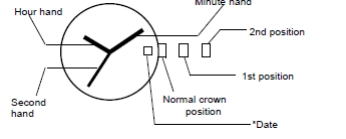 Minute hand
Hour hand
2nd position
1st position
Second
hand
Normal crown
position
*Date